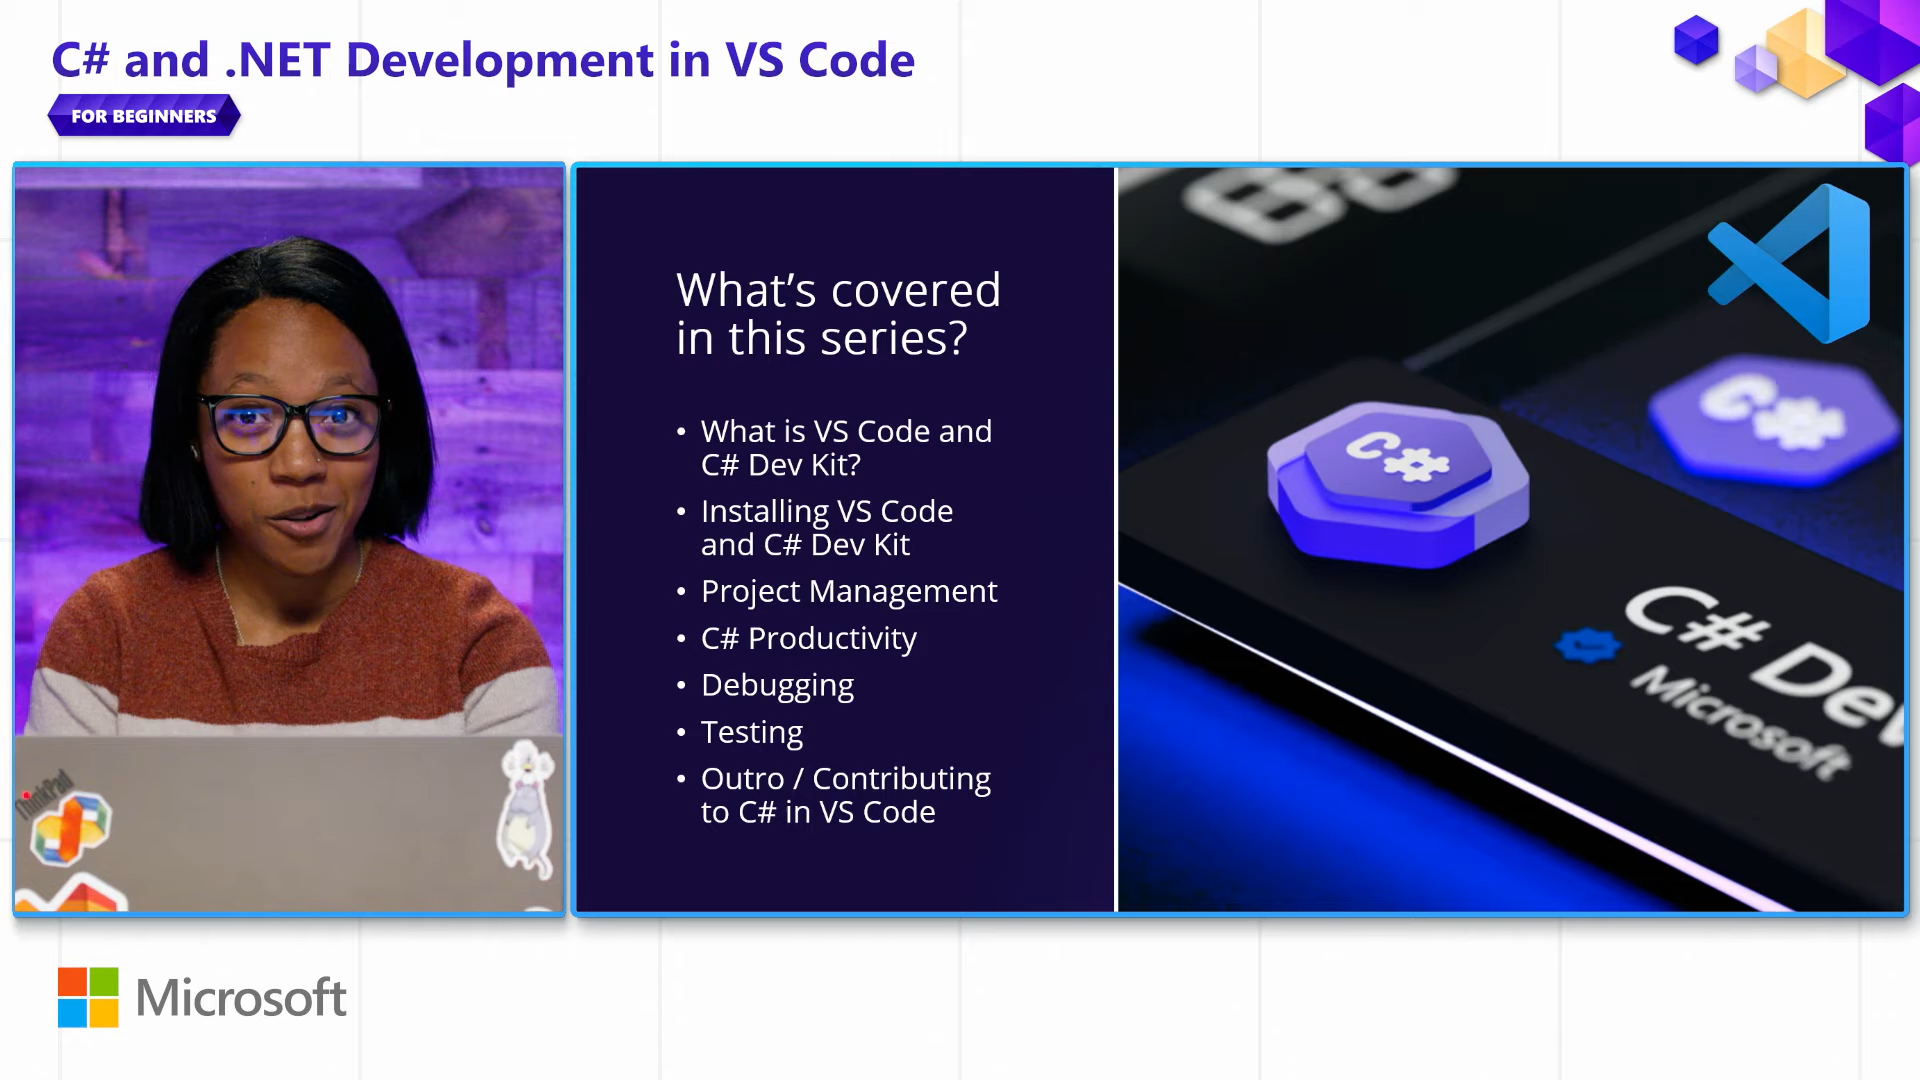 C# and .NET Development in VS Code
FOR BEGINNERS
What's covered
in this series?
• What is VS Code and
C# Dev Kit?
• Installing VS Code
and C# Dev Kit
• Project Management
• C# Productivity
• Debugging
• Testing
• Outro / Contributing
to C# in VS Code
C#
C#
C# Dev
Microsoft
ThinkPad
Microsoft